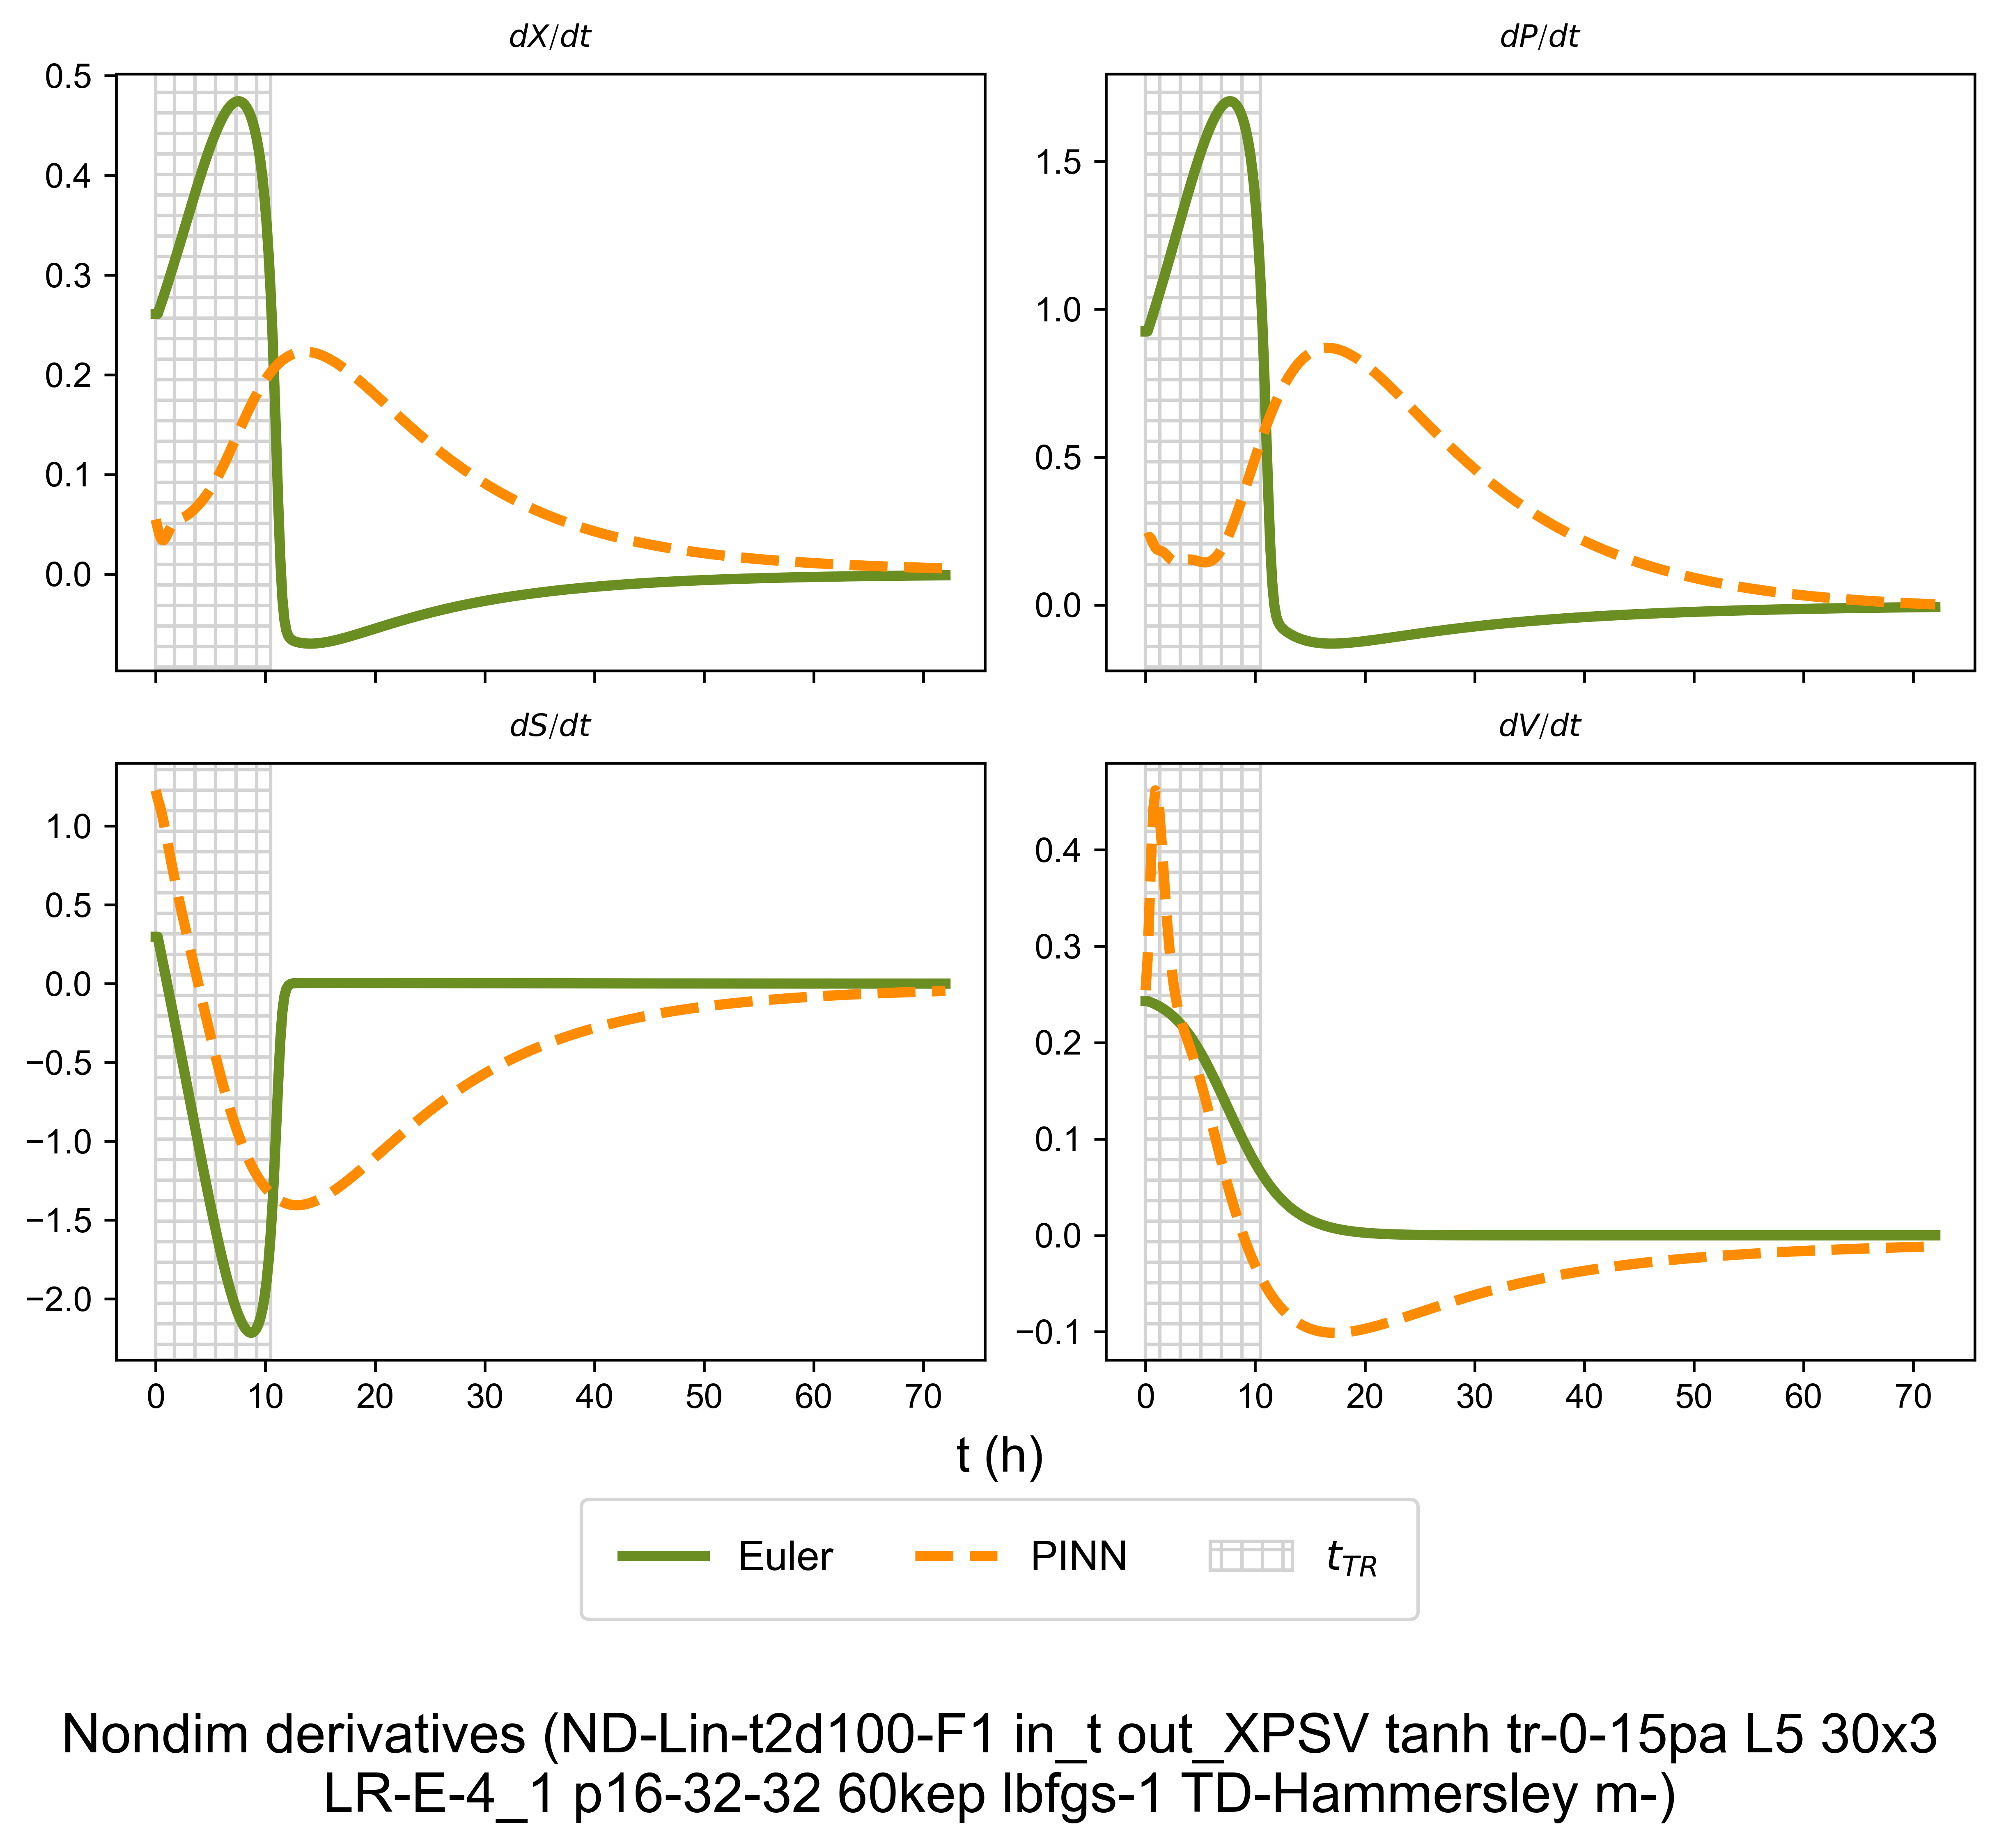 dX/dt
dP/dt
0.5
0.4
0.3
0.2
0.1
0.0
1.5
1.0
0.5
0.0
dS/dt
dV/dt
1.0
0.5
0.0
−0.5
−1.0
−1.5
−2.0
0.4
0.3
0.2
0.1
0.0
−0.1
0 10 20 30 40 50 60 70
0 10 20 30 40 50 60 70
t (h)
Euler PINN t_TR
Nondim derivatives (ND-Lin-t2d100-F1 in_t out_XPSV tanh tr-0-15pa L5 30x3
LR-E-4_1 p16-32-32 60kep lbfgs-1 TD-Hammersley m-)